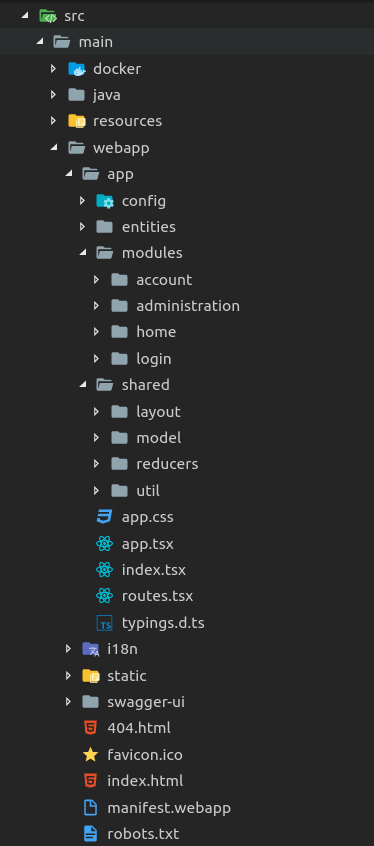 src
main
docker
java
resources
webapp
app
config
entities
modules
account
administration
home
login
shared
layout
model
reducers
util
app.css
app.tsx
index.tsx
routes.tsx
TS typings.d.ts
i18n
static
swagger-ui
404.html
favicon.ico
index.html
manifest.webapp
robots.txt